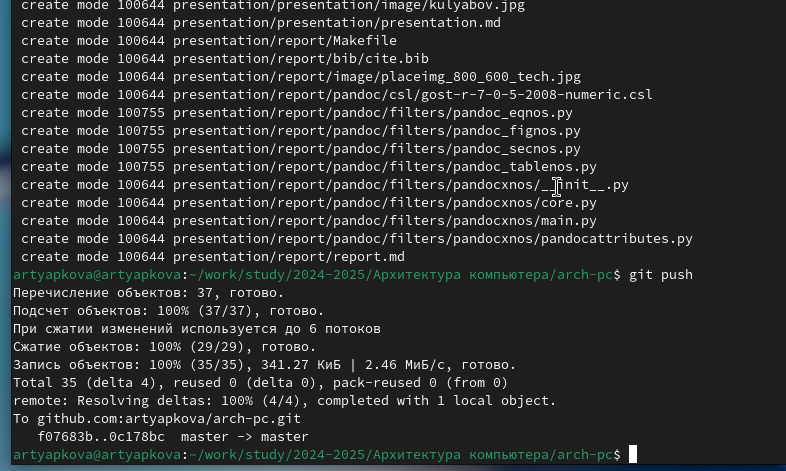 create mode 100644 presentation/presentation/image/kulyabov.jpg
create mode 100644 presentation/presentation/presentation.md
create mode 100644 presentation/report/Makefile
create mode 100644 presentation/report/bib/cite.bib
create mode 100644 presentation/report/image/placeimg_800_600_tech.jpg
create mode 100644 presentation/report/pandoc/csl/gost-r-7-0-5-2008-numeric.csl
create mode 100755 presentation/report/pandoc/filters/pandoc_eqnos.py
create mode 100755 presentation/report/pandoc/filters/pandoc_fignos.py
create mode 100755 presentation/report/pandoc/filters/pandoc_secnos.py
create mode 100755 presentation/report/pandoc/filters/pandoc_tablenos.py
create mode 100644 presentation/report/pandoc/filters/pandocxnos/__init__.py
create mode 100644 presentation/report/pandoc/filters/pandocxnos/core.py
create mode 100644 presentation/report/pandoc/filters/pandocxnos/main.py
create mode 100644 presentation/report/pandoc/filters/pandocxnos/pandocattributes.py
create mode 100644 presentation/report/report.md
artyapkova@artyapkova:~/work/study/2024-2025/Архитектура компьютера/arch-pc$ git push
Перечисление объектов: 37, готово.
Подсчет объектов: 100% (37/37), готово.
При сжатии изменений используется до 6 потоков
Сжатие объектов: 100% (29/29), готово.
Запись объектов: 100% (35/35), 341.27 КиБ | 2.46 МиБ/с, готово.
Total 35 (delta 4), reused 0 (delta 0), pack-reused 0 (from 0)
remote: Resolving deltas: 100% (4/4), completed with 1 local object.
To github.com:artyapkova/arch-pc.git
f07683b..0c178bc master -> master
artyapkova@artyapkova:~/work/study/2024-2025/Архитектура компьютера/arch-pc$